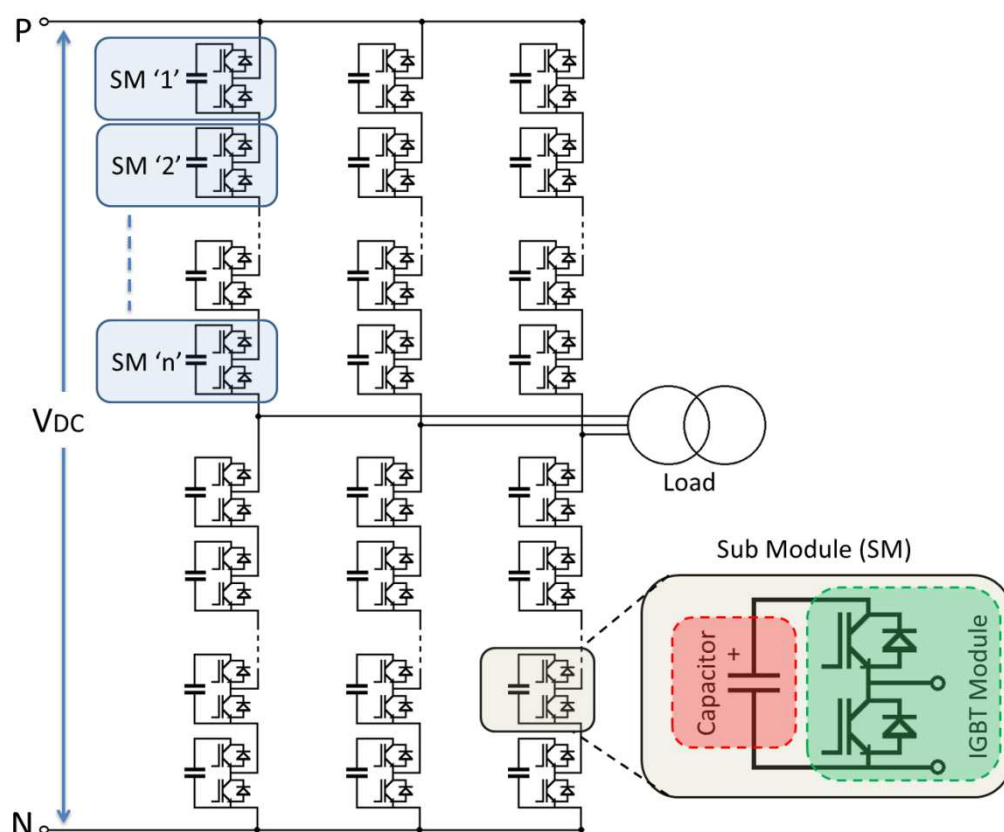 P
SM ‘1’
SM ‘2’
SM ‘n’
VDC
Load
Sub Module (SM)
Capacitor
+
IGBT Module
N